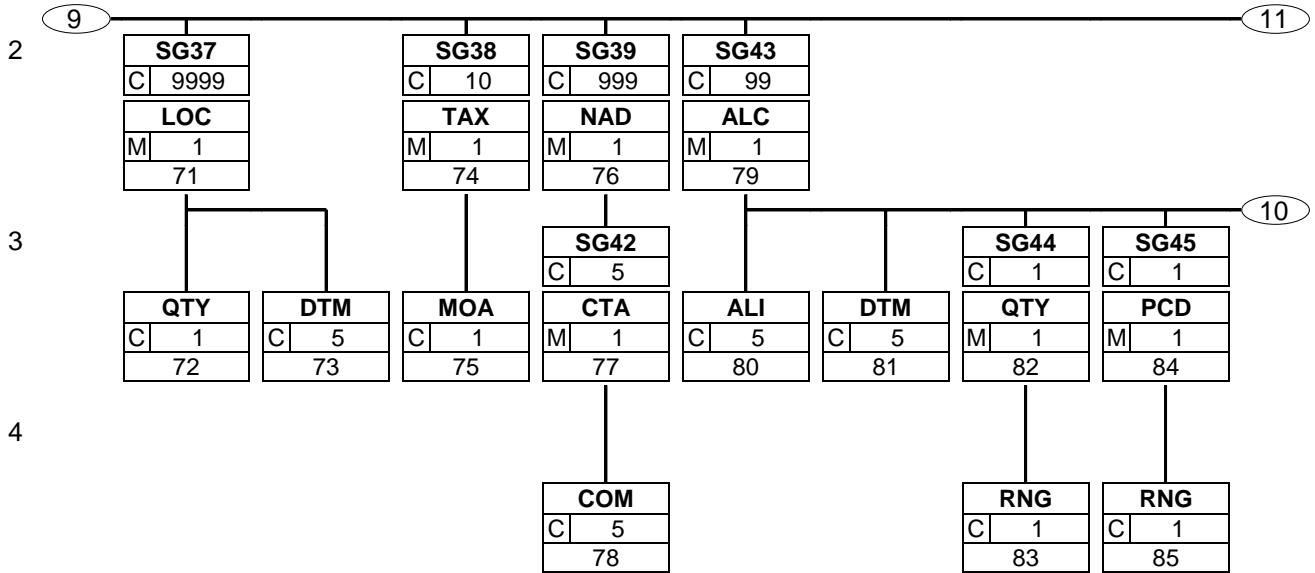 9 11
2 SG37 SG38 SG39 SG43
C 9999 C 10 C 999 C 99
LOC TAX NAD ALC
M 1 M 1 M 1 M 1
71 74 76 79
10
3 SG42 SG44 SG45
C 5 C 1 C 1
QTY DTM MOA CTA ALI DTM QTY PCD
C 1 C 5 C 1 M 1 C 5 C 5 M 1 M 1
72 73 75 77 80 81 82 84
4
COM RNG RNG
C 5 C 1 C 1
78 83 85